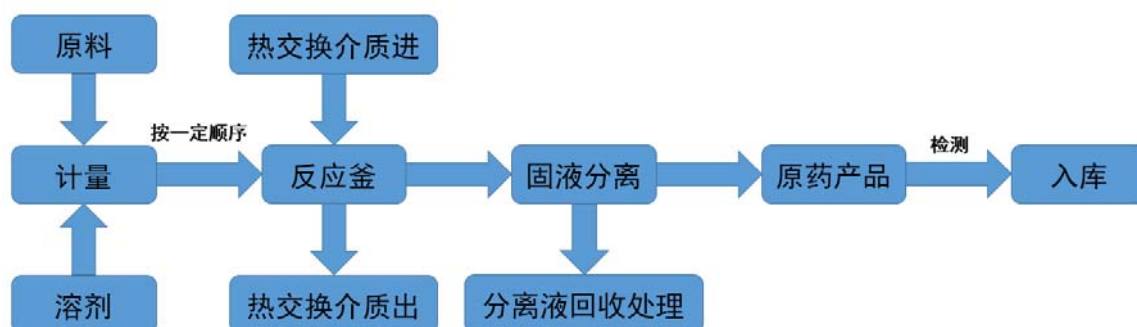 原料
热交换介质进
按一定顺序
检测
计量
反应釜
固液分离
原药产品
入库
溶剂
热交换介质出
分离液回收处理